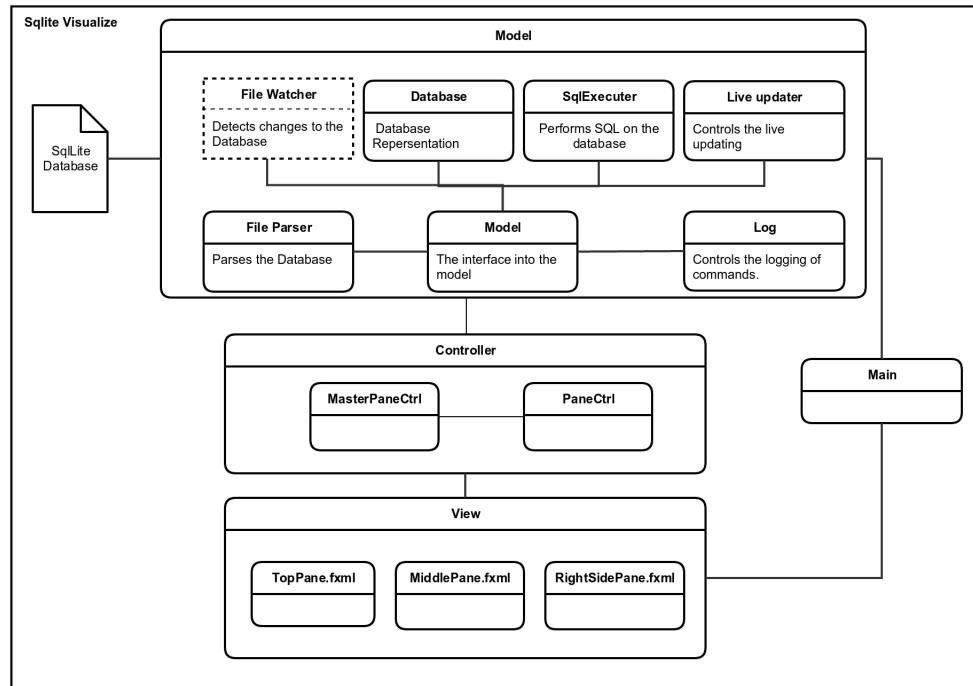 Sqlite Visualize
Model
File Watcher
Detects changes to the
Database
Database
Database
Repersentation
SqlExecuter
Performs SQL on the
database
Live updater
Controls the live
updating
SqlLite
Database
File Parser
Parses the Database
Model
The interface into the
model
Log
Controls the logging of
commands.
Controller
MasterPaneCtrl
PaneCtrl
Main
View
TopPane.fxml
MiddlePane.fxml
RightSidePane.fxml